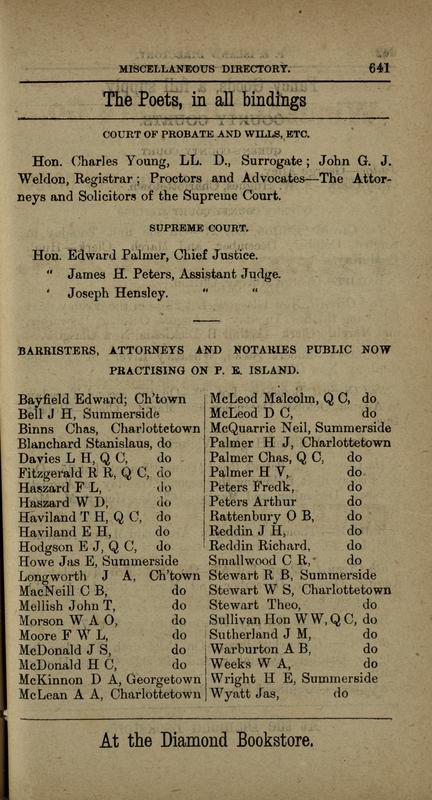 MISCELLANEOUS DIRECTORY. 641
The Poets, in all bindings
COURT OF PROBATE AND WILLS, ETC.
Hon. Charles Young, LL. D., Surrogate; John G. J.
Weldon, Registrar; Proctors and Advocates—The Attor-
neys and Solicitors of the Supreme Court.
SUPREME COURT.
Hon. Edward Palmer, Chief Justice.
" James H. Peters, Assistant Judge.
' Joseph Hensley. " "
BARRISTERS, ATTORNEYS AND NOTARIES PUBLIC NOW
PRACTISING ON P. E. ISLAND.
Bayfield Edward; Ch'town
Bell J H, Summerside
Binns Chas, Charlottetown
Blanchard Stanislaus, do
Davies L H, Q C, do
Fitzgerald R R, Q C, do
Haszard F L, do
Haszard W D, do
Haviland T H, Q C, do
Haviland E H, do
Hodgson E J, Q C, do
Howe Jas E, Summerside
Longworth J A, Ch'town
MacNeill C B, do
Mellish John T, do
Morson W A O, do
Moore F W L, do
McDonald J S, do
McDonald H C, do
McKinnon D A, Georgetown
McLean A A, Charlottetown
McLeod Malcolm, Q C, do
McLeod D C, do
McQuarrie Neil, Summerside
Palmer H J, Charlottetown
Palmer Chas, Q C, do
Palmer H V, do
Peters Fredk, do
Peters Arthur do
Rattenbury O B, do
Reddin J H, do
Reddin Richard, do
Smallwood C R, do
Stewart R B, Summerside
Stewart W S, Charlottetown
Stewart Theo, do
Sullivan Hon W W, Q C, do
Sutherland J M, do
Warburton A B, do
Weeks W A, do
Wright H E, Summerside
Wyatt Jas, do
At the Diamond Bookstore.